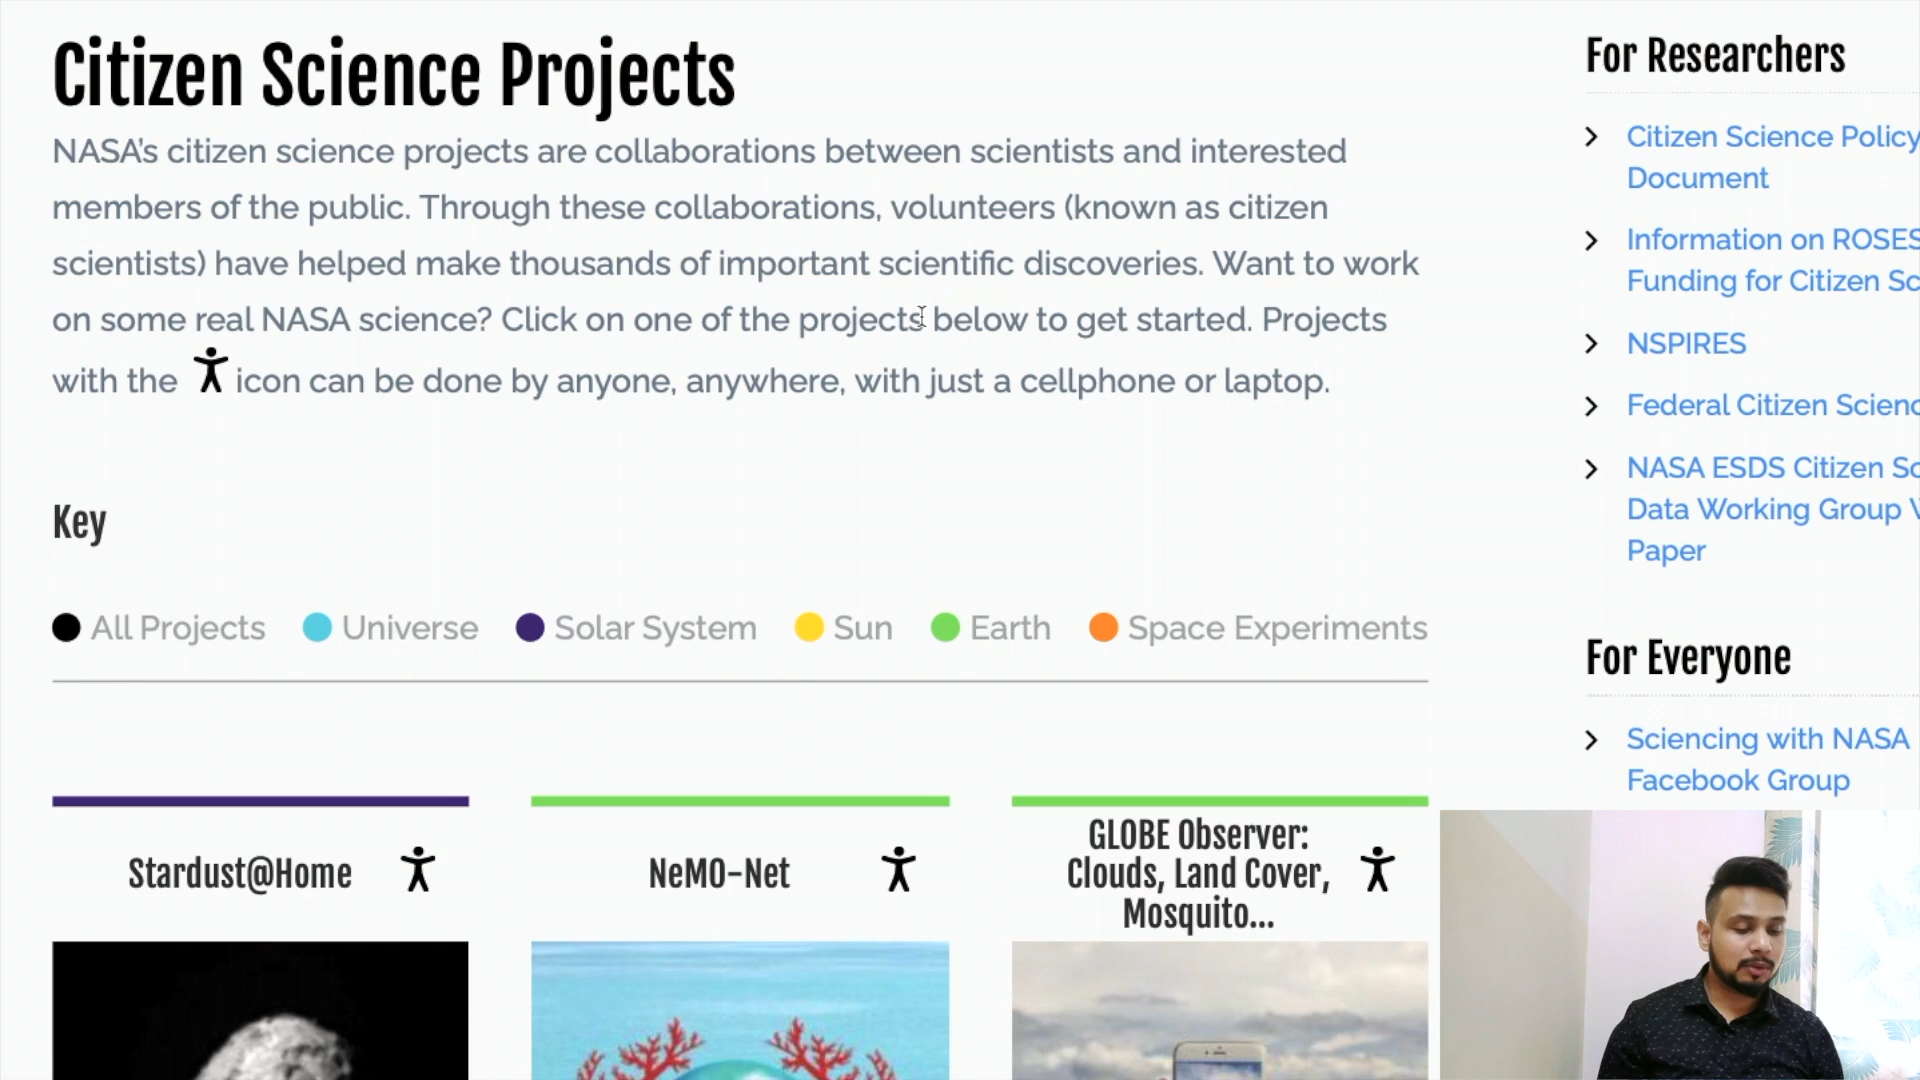 Citizen Science Projects
NASA's citizen science projects are collaborations between scientists and interested
members of the public. Through these collaborations, volunteers (known as citizen
scientists) have helped make thousands of important scientific discoveries. Want to work
on some real NASA science? Click on one of the projects below to get started. Projects
with the icon can be done by anyone, anywhere, with just a cellphone or laptop.
Key
All Projects Universe Solar System Sun Earth Space Experiments
Stardust@Home
NeMO-Net
GLOBE Observer:
Clouds, Land Cover,
Mosquito...
For Researchers
Citizen Science Policy
Document
Information on ROSES
Funding for Citizen
NSPIRES
Federal Citizen
NASA ESDS Citizen
Data Working Group
Paper
For Everyone
Sciencing with NASA
Facebook Group